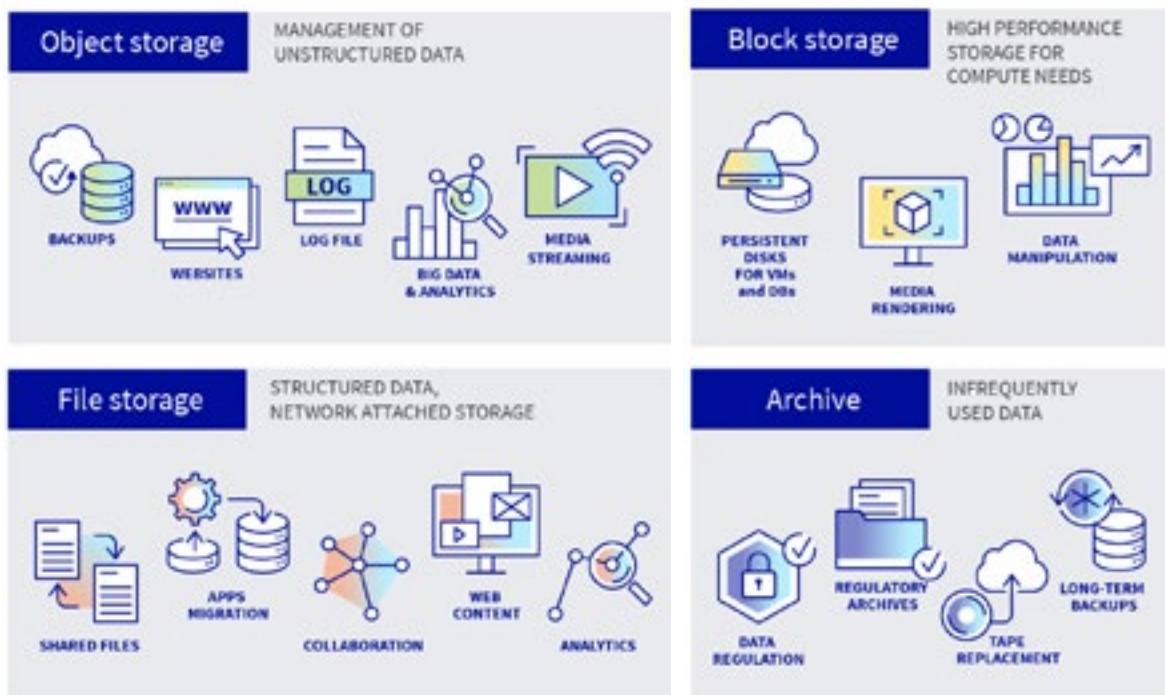 Object storage
MANAGEMENT OF
UNSTRUCTURED DATA
BACKUPS
WWW
WEBSITES
LOG
LOG FILE
BIG DATA
& ANALYTICS
MEDIA
STREAMING
Block storage
HIGH PERFORMANCE
STORAGE FOR
COMPUTE NEEDS
PERSISTENT
DISKS
FOR VMs
and DBs
MEDIA
RENDERING
DATA
MANIPULATION
File storage
STRUCTURED DATA,
NETWORK ATTACHED STORAGE
SHARED FILES
APPS
MIGRATION
COLLABORATION
WEB
CONTENT
ANALYTICS
Archive
INFREQUENTLY
USED DATA
DATA
REGULATION
REGULATORY
ARCHIVES
TAPE
REPLACEMENT
LONG-TERM
BACKUPS